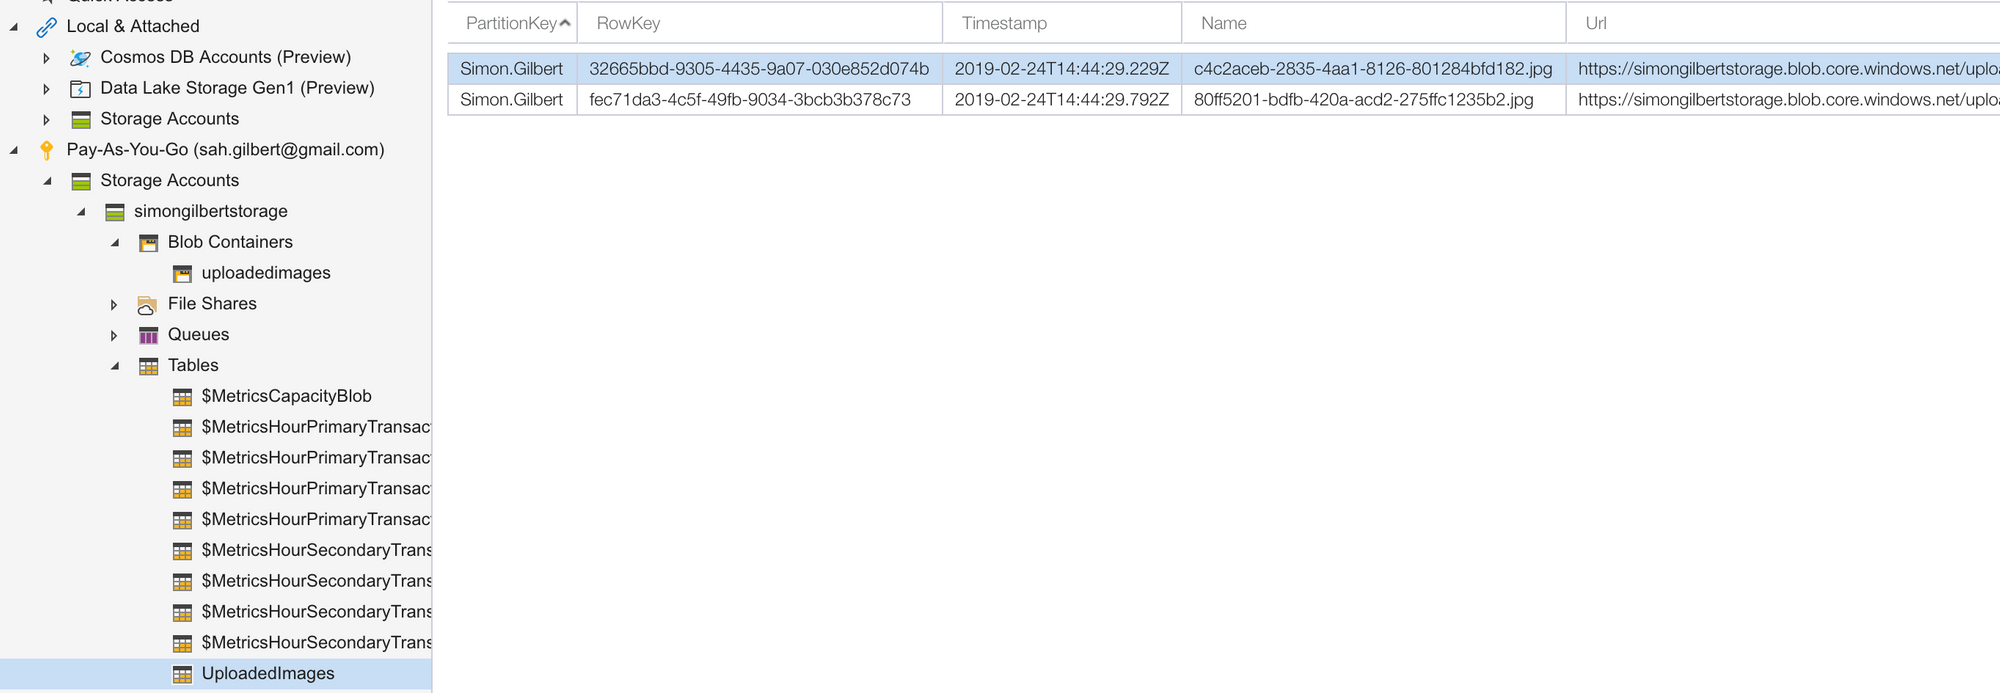 Quick Access
Local & Attached
Cosmos DB Accounts (Preview)
Data Lake Storage Gen1 (Preview)
Storage Accounts
Pay-As-You-Go (sah.gilbert@gmail.com)
Storage Accounts
simongilbertstorage
Blob Containers
uploadedimages
File Shares
Queues
Tables
$MetricsCapacityBlob
$MetricsHourPrimaryTransac
$MetricsHourPrimaryTransac
$MetricsHourPrimaryTransac
$MetricsHourPrimaryTransac
$MetricsHourSecondaryTrans
$MetricsHourSecondaryTrans
$MetricsHourSecondaryTrans
$MetricsHourSecondaryTrans
UploadedImages
PartitionKey RowKey Timestamp Name Url
Simon.Gilbert 32665bbd-9305-4435-9a07-030e852d074b 2019-02-24T14:44:29.229Z c4c2aceb-2835-4aa1-8126-801284bfd182.jpg https://simongilbertstorage.blob.core.windows.net/uplo
Simon.Gilbert fec71da3-4c5f-49fb-9034-3bcb3b378c73 2019-02-24T14:44:29.792Z 80ff5201-bdfb-420a-acd2-275ffc1235b2.jpg https://simongilbertstorage.blob.core.windows.net/uplo